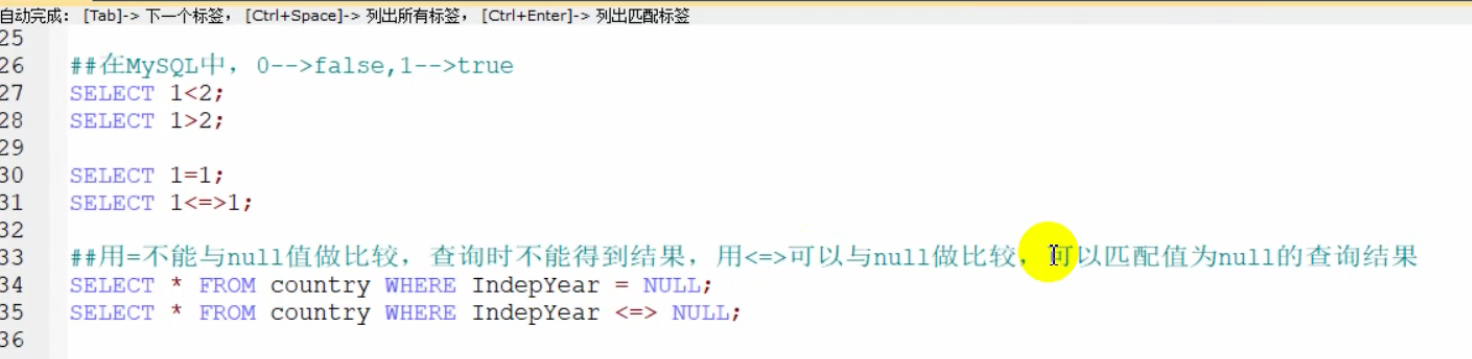 自动完成: [Tab]-> 下一个标签, [Ctrl+Space]-> 列出所有标签, [Ctrl+Enter]-> 列出匹配标签
25
26 ##在MySQL中, 0-->false,1-->true
27 SELECT 1<2;
28 SELECT 1>2;
29
30 SELECT 1=1;
31 SELECT 1<=>1;
32
33 ##用=不能与null值做比较, 查询时不能得到结果, 用<=>可以与null做比较, 可以匹配值为null的查询结果
34 SELECT * FROM country WHERE IndepYear = NULL;
35 SELECT * FROM country WHERE IndepYear <=> NULL;
36